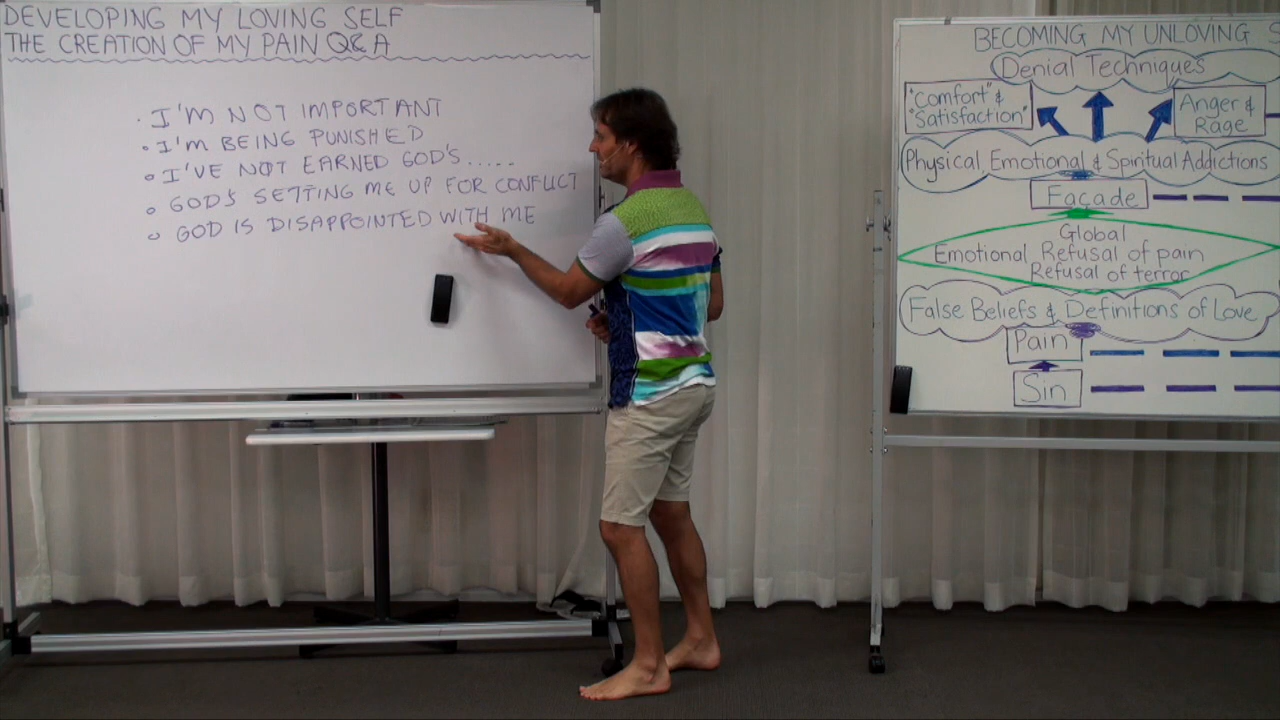 DEVELOPING MY LOVING SELF
THE CREATION OF MY PAIN Q&A
· I'M NOT IMPORTANT
• I'M BEING PUNISHED
o I'VE NOT EARNED GOD'S.....
o GOD'S SETTING ME UP FOR CONFLICT
o GOD IS DISAPPOINTED WITH ME
BECOMING MY UNLOVING S
Denial Techniques
"Comfort" &
"Satisfaction"
Anger &
Rage
Physical Emotional & Spiritual Addictions
Façade
Global
Emotional Refusal of pain
Refusal of terror
False Beliefs & Definitions of Love
Pain
Sin